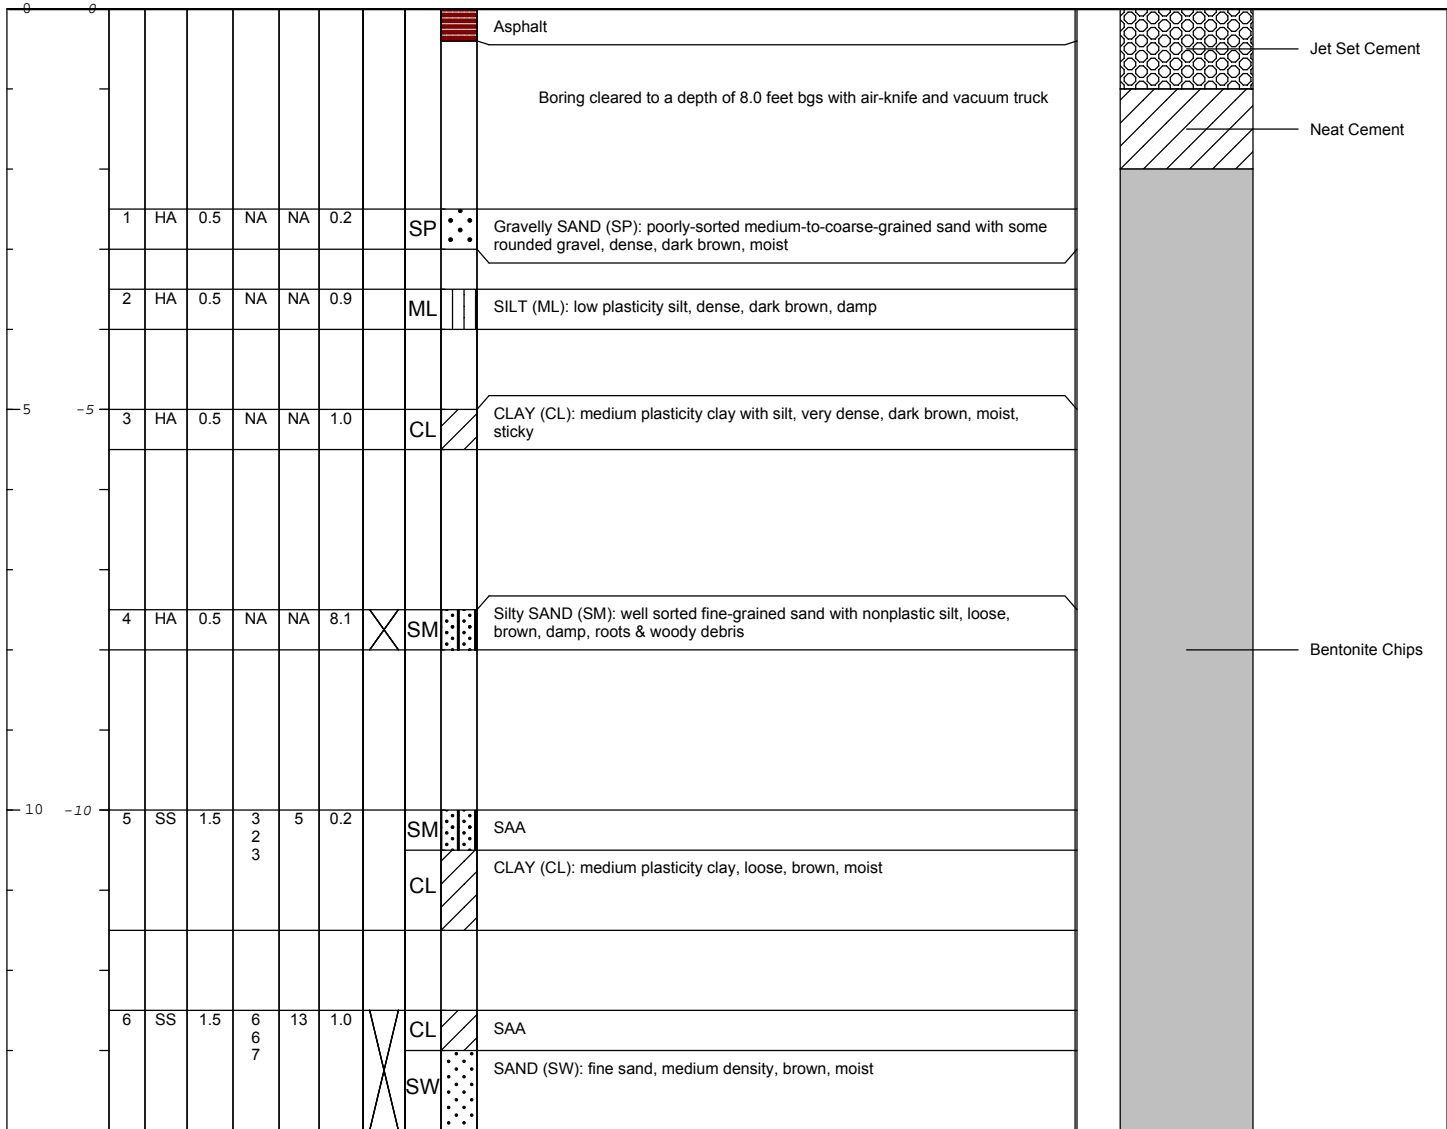 0 0
Asphalt
Jet Set Cement
Boring cleared to a depth of 8.0 feet bgs with air-knife and vacuum truck
Neat Cement
1 HA 0.5 NA NA 0.2 SP Gravelly SAND (SP): poorly-sorted medium-to-coarse-grained sand with some
rounded gravel, dense, dark brown, moist
2 HA 0.5 NA NA 0.9 ML SILT (ML): low plasticity silt, dense, dark brown, damp
5 -5
3 HA 0.5 NA NA 1.0 CL CLAY (CL): medium plasticity clay with silt, very dense, dark brown, moist,
sticky
4 HA 0.5 NA NA 8.1 SM Silty SAND (SM): well sorted fine-grained sand with nonplastic silt, loose,
brown, damp, roots & woody debris
Bentonite Chips
10 -10
5 SS 1.5 3 5 0.2 SM SAA
2
3
CL CLAY (CL): medium plasticity clay, loose, brown, moist
6 SS 1.5 6 13 1.0 CL SAA
6
7
SW SAND (SW): fine sand, medium density, brown, moist